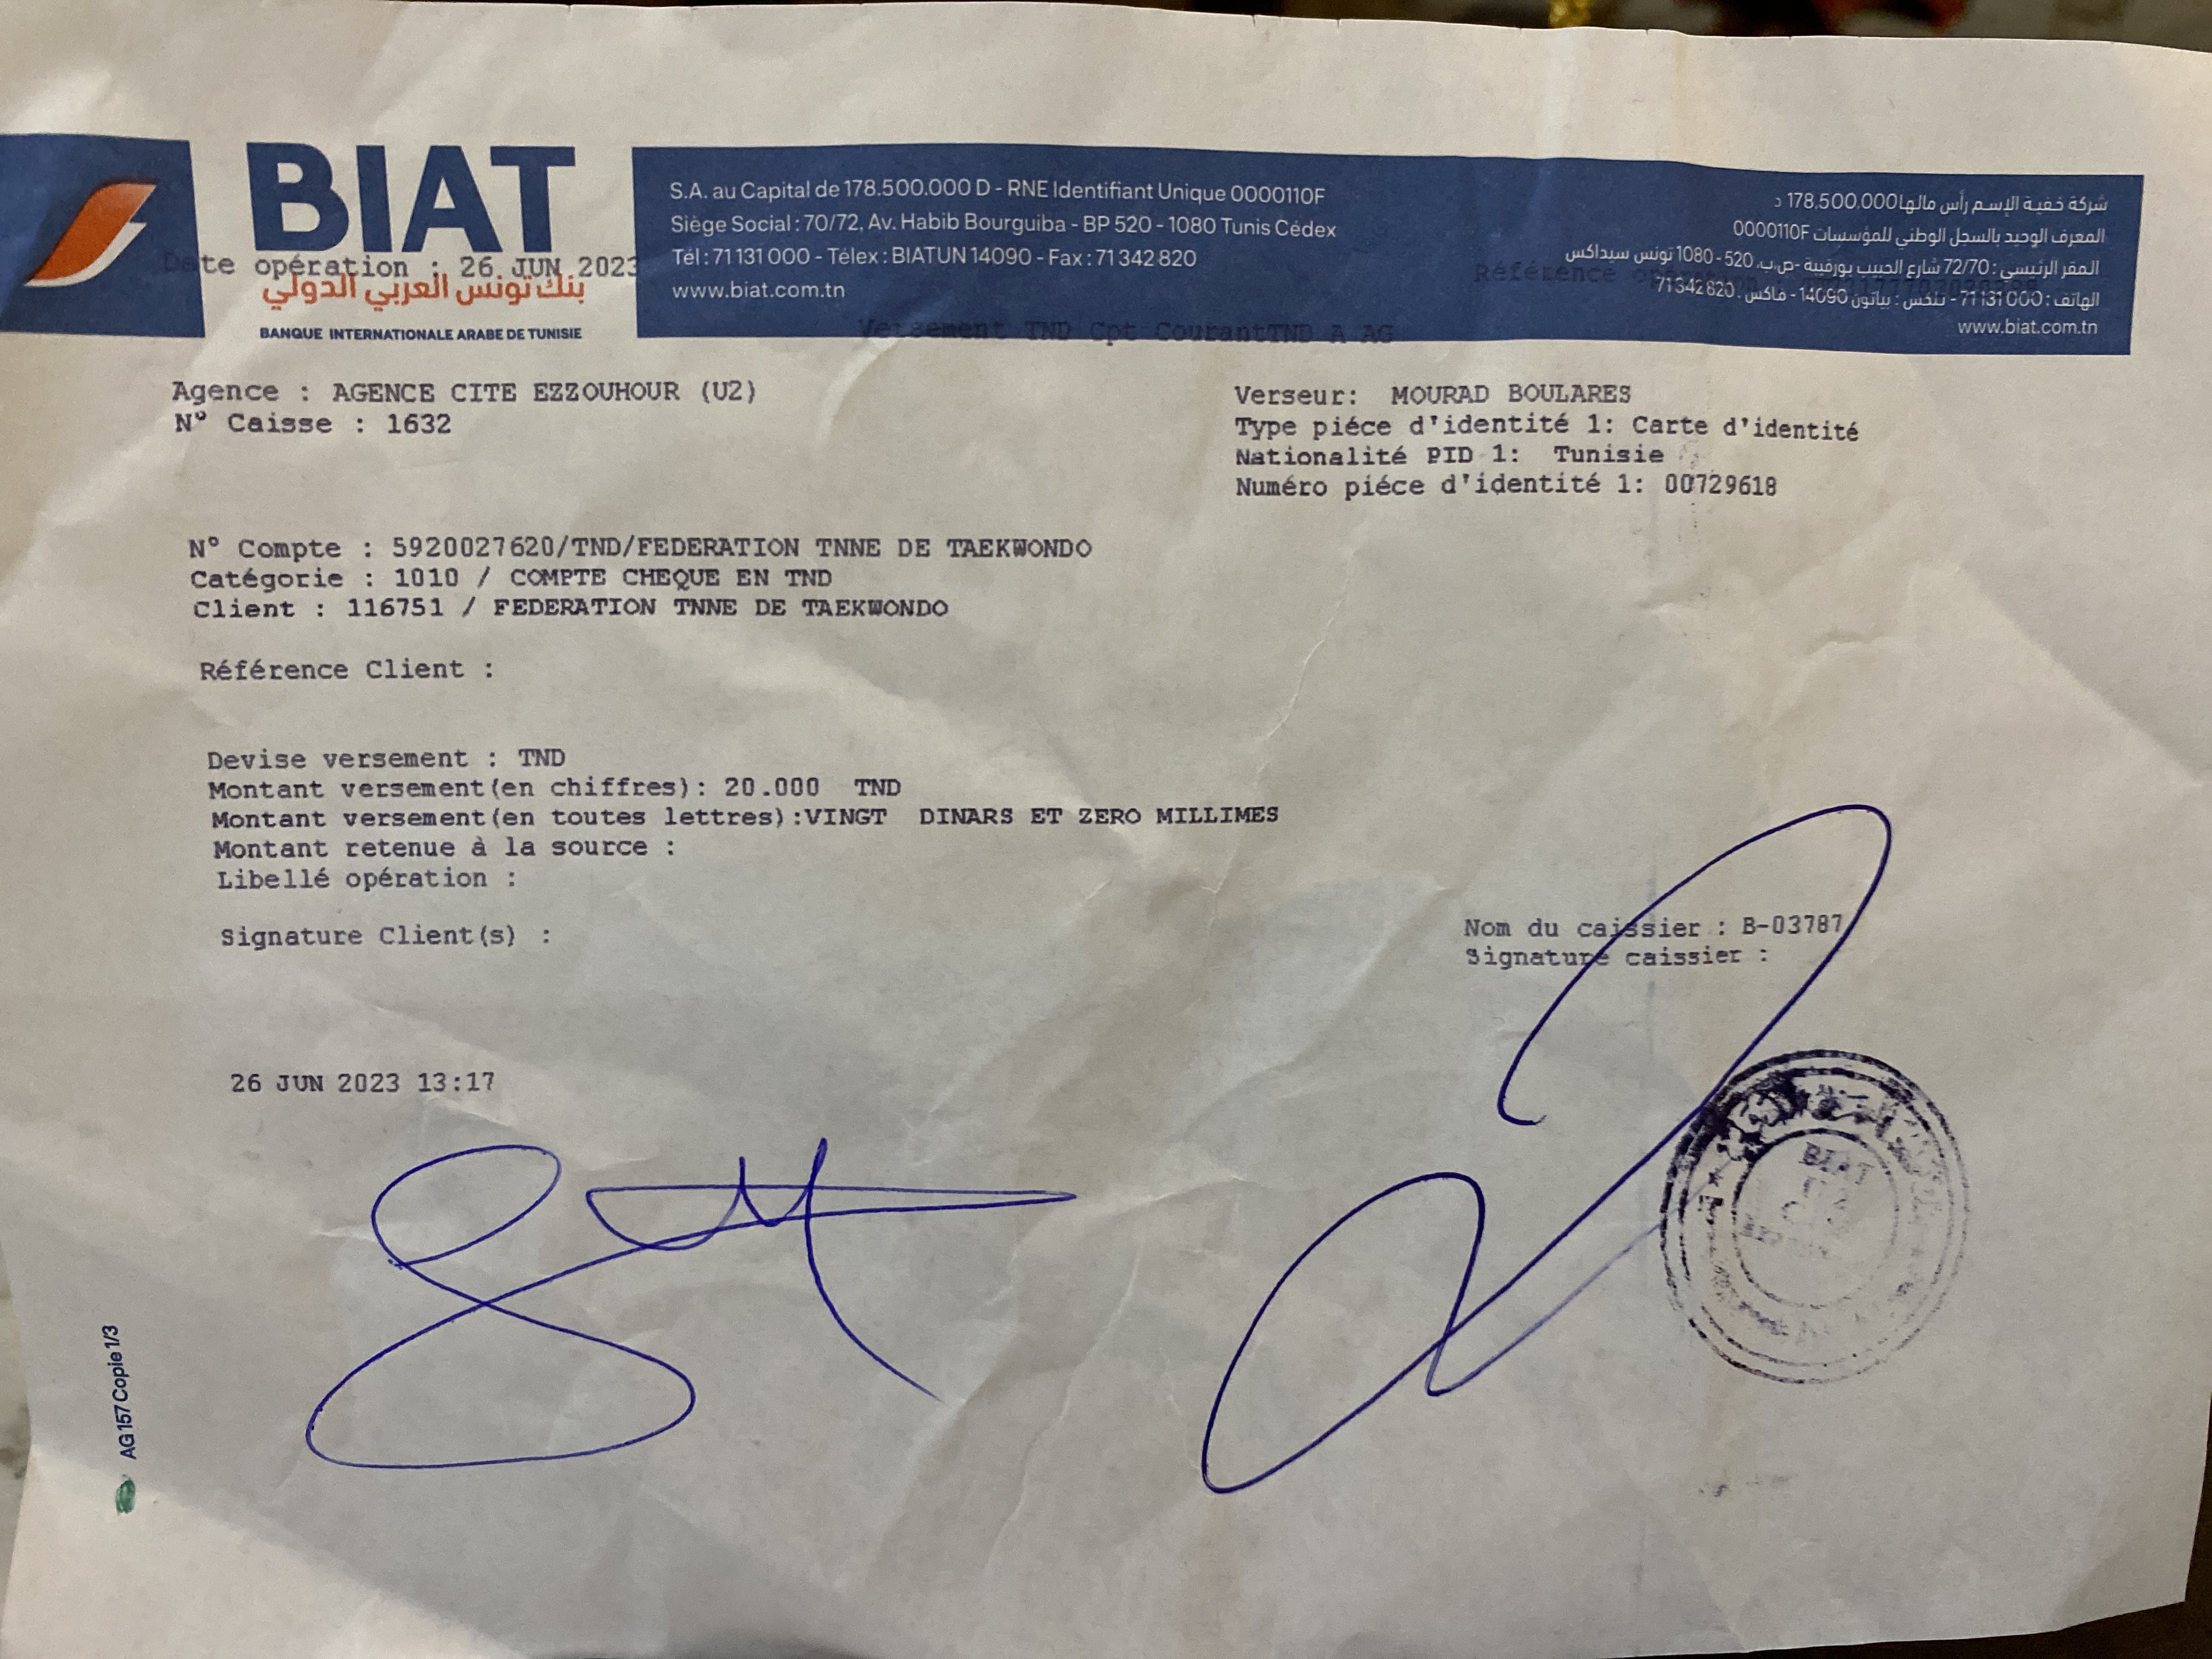 BIAT
بنك تونس العربي الدولي
BANQUE INTERNATIONALE ARABE DE TUNISIE
S.A. au Capital de 178.500.000 D - RNE Identifiant Unique 0000110F
Siège Social : 70/72, Av. Habib Bourguiba - BP 520 - 1080 Tunis Cédex
Tél : 71 131 000 - Télex : BIATUN 14090 - Fax : 71 342 820
www.biat.com.tn
شركة خفية الإسم رأس مالها 178.500.000 د
المعرف الوحيد بالسجل الوطني للمؤسسات 0000110F
المقر الرئيسي : 72/70 شارع الحبيب بورقيبة -ص.ب. 520 - 1080 تونس سيداكس
الهاتف : 71131000 - تلكس : بياتون 14090 - فاكس : 71342820
www.biat.com.tn
Date opération : 26 JUN 2023
Référence
Versement TND Cpt CourantTND A AG
Agence : AGENCE CITE EZZOUHOUR (U2)
N° Caisse : 1632
Verseur: MOURAD BOULARES
Type piéce d'identité 1: Carte d'identité
Nationalité PID 1: Tunisie
Numéro piéce d'identité 1: 00729618
N° Compte : 5920027620/TND/FEDERATION TNNE DE TAEKWONDO
Catégorie : 1010 / COMPTE CHEQUE EN TND
Client : 116751 / FEDERATION TNNE DE TAEKWONDO
Référence Client :
Devise versement : TND
Montant versement(en chiffres): 20.000 TND
Montant versement(en toutes lettres):VINGT DINARS ET ZERO MILLIMES
Montant retenue à la source :
Libellé opération :
Signature Client(s) :
Nom du caissier : B-03787
Signature caissier :
26 JUN 2023 13:17
BIAT
AG 157 Copie 1/3